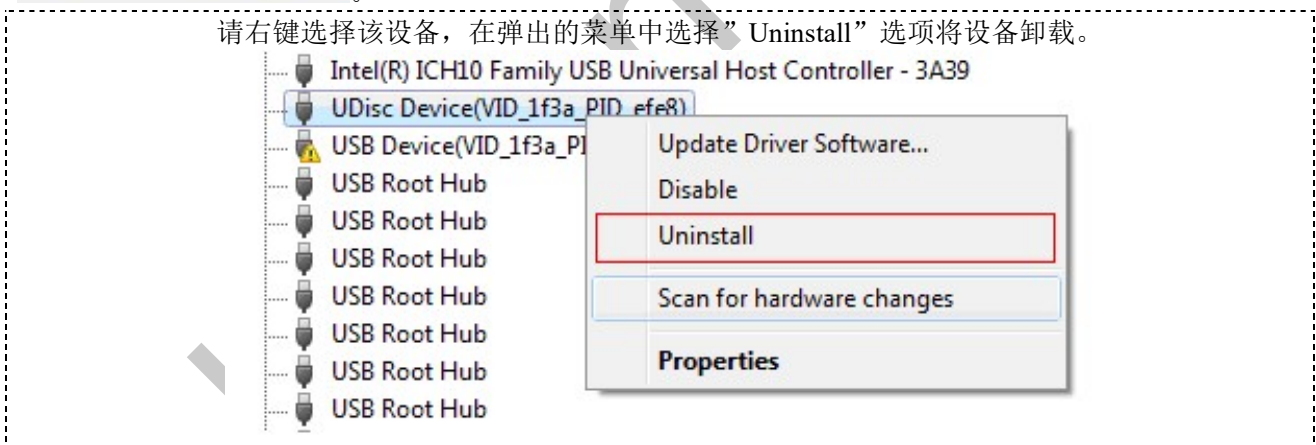 请右键选择该设备，在弹出的菜单中选择”Uninstall”选项将设备卸载。
Intel(R) ICH10 Family USB Universal Host Controller - 3A39
UDisc Device(VID_1f3a_PID_efe8)
USB Device(VID_1f3a_PI
Update Driver Software...
USB Root Hub
Disable
USB Root Hub
Uninstall
USB Root Hub
USB Root Hub
Scan for hardware changes
USB Root Hub
USB Root Hub
Properties
USB Root Hub